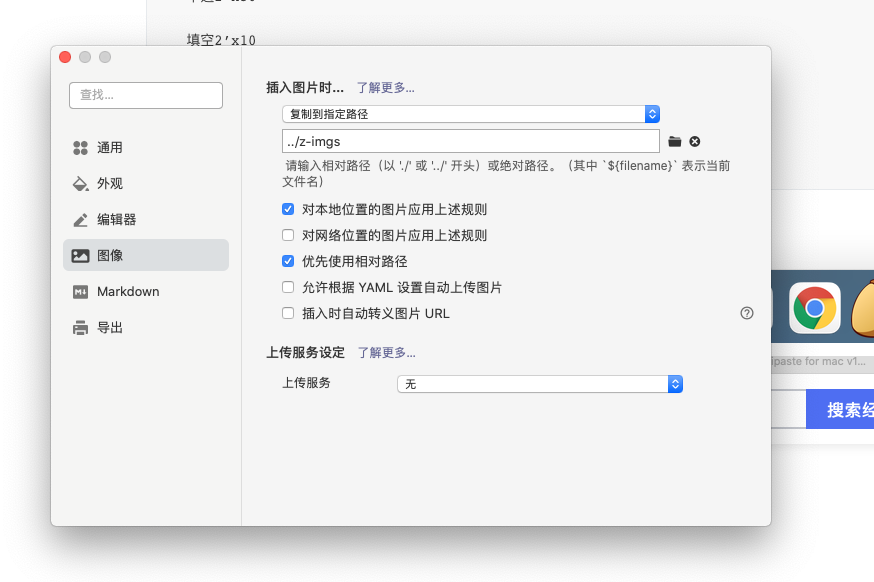 填空2’x10
查找...
通用
外观
编辑器
图像
Markdown
导出
插入图片时... 了解更多...
复制到指定路径
../z-imgs
请输入相对路径（以 './' 或 '../' 开头）或绝对路径。（其中 `${filename}` 表示当前
文件名）
对本地位置的图片应用上述规则
对网络位置的图片应用上述规则
优先使用相对路径
允许根据 YAML 设置自动上传图片
插入时自动转义图片 URL
上传服务设定 了解更多...
上传服务 无
ipaste for mac v1...
搜索经